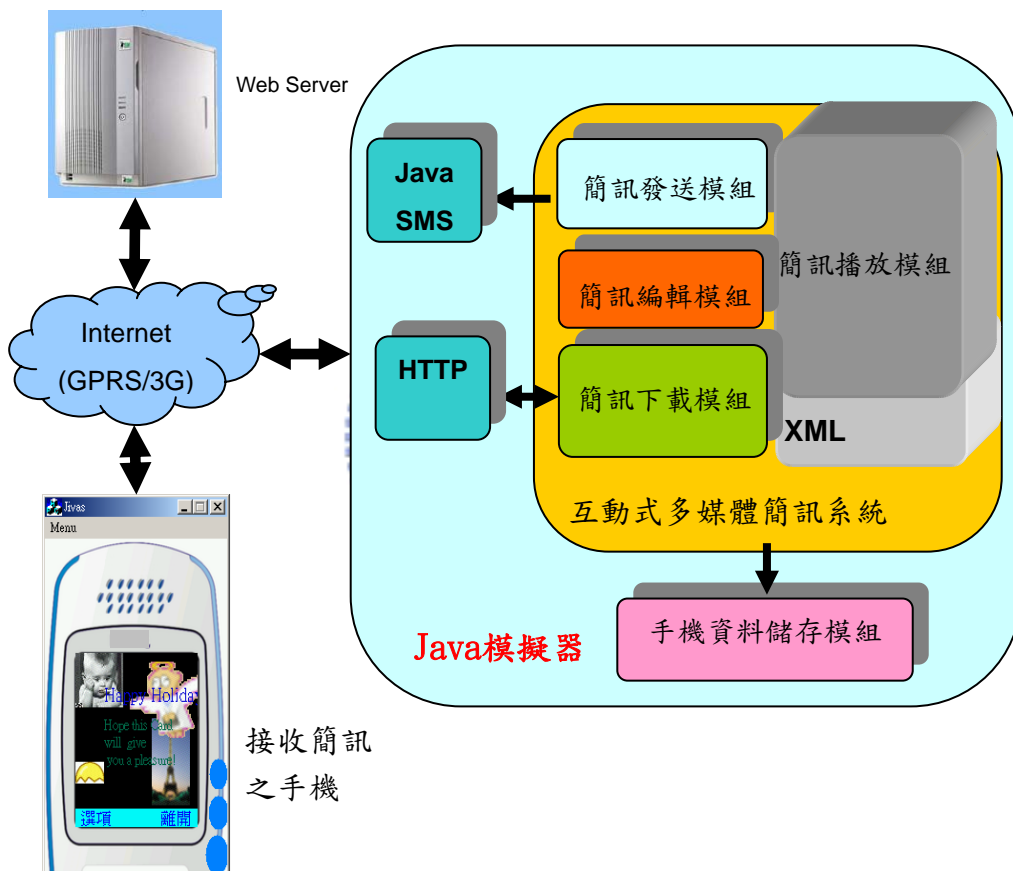 Web Server
Java
SMS
簡訊發送模組
簡訊編輯模組
簡訊播放模組
Internet
(GPRS/3G)
HTTP
簡訊下載模組
XML
互動式多媒體簡訊系統
手機資料儲存模組
Java模擬器
Jivas
Menu
Happy Holida
Hope this Card
will give
you a pleasure!
選項 離開
接收簡訊
之手機